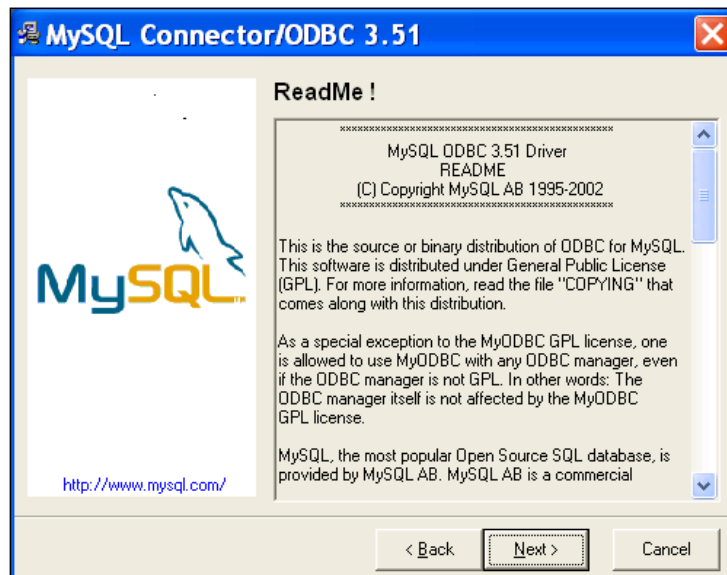 MySQL Connector/ODBC 3.51
ReadMe !
************************************************
MySQL ODBC 3.51 Driver
README
(C) Copyright MySQL AB 1995-2002
************************************************
This is the source or binary distribution of ODBC for MySQL.
This software is distributed under General Public License
(GPL). For more information, read the file "COPYING" that
comes along with this distribution.
As a special exception to the MyODBC GPL license, one
is allowed to use MyODBC with any ODBC manager, even
if the ODBC manager is not GPL. In other words: The
ODBC manager itself is not affected by the MyODBC
GPL license.
MySQL, the most popular Open Source SQL database, is
provided by MySQL AB. MySQL AB is a commercial
MySQL™
http://www.mysql.com/
< Back
Next >
Cancel